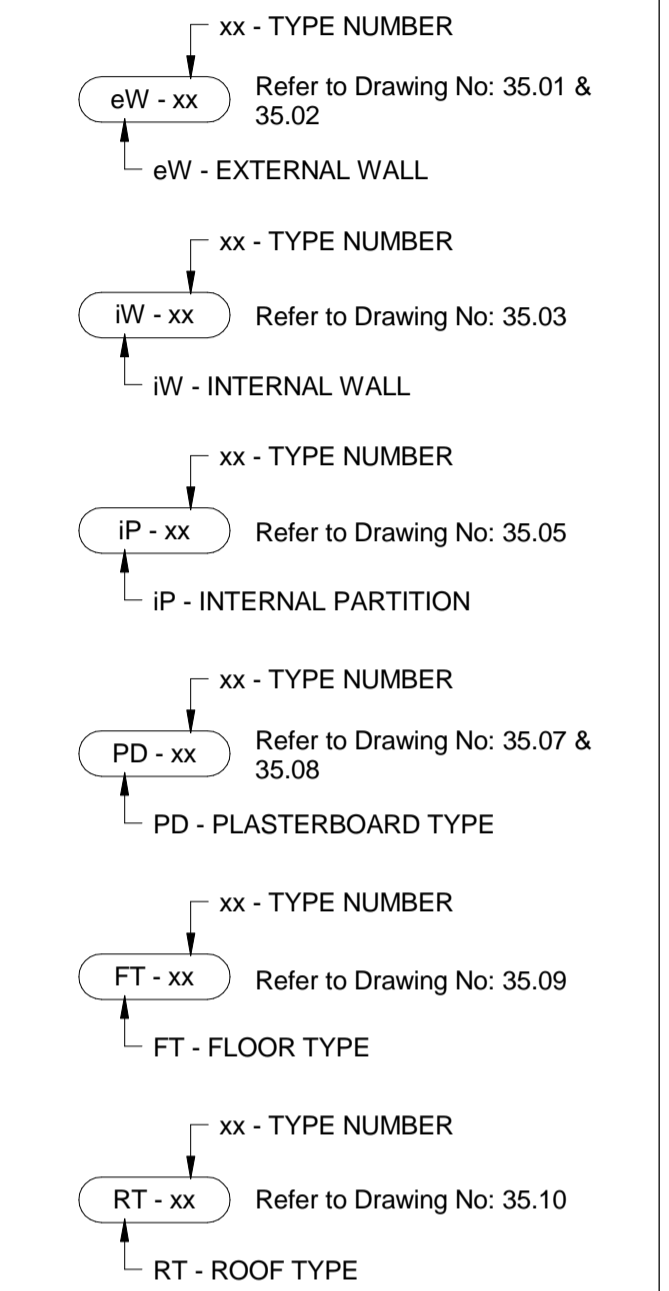 xx - TYPE NUMBER
eW - xx
Refer to Drawing No: 35.01 &
35.02
eW - EXTERNAL WALL
xx - TYPE NUMBER
iW - xx
Refer to Drawing No: 35.03
iW - INTERNAL WALL
xx - TYPE NUMBER
iP - xx
Refer to Drawing No: 35.05
iP - INTERNAL PARTITION
xx - TYPE NUMBER
PD - xx
Refer to Drawing No: 35.07 &
35.08
PD - PLASTERBOARD TYPE
xx - TYPE NUMBER
FT - xx
Refer to Drawing No: 35.09
FT - FLOOR TYPE
xx - TYPE NUMBER
RT - xx
Refer to Drawing No: 35.10
RT - ROOF TYPE